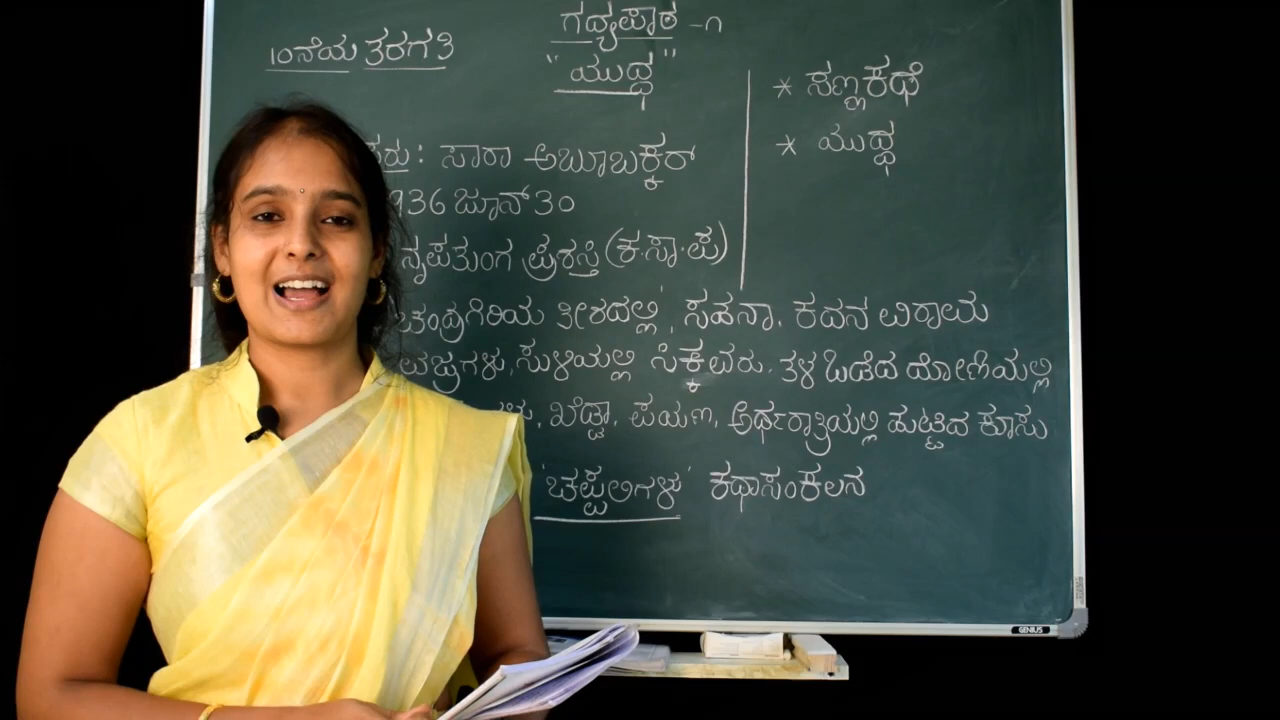 ಗದ್ಯಪಾಠ -೧
೧೦ನೆಯ ತರಗತಿ
"ಯುದ್ಧ"
* ಸಣ್ಣಕಥೆ
* ಯುದ್ಧ
: ಸಾರಾ ಅಬೂಬಕ್ಕರ್
936 ಜೂನ್ ೩೦
ನೃಪತುಂಗ ಪ್ರಶಸ್ತಿ (ಕ.ಸಾ.ಪ)
ಚಂದ್ರಗಿರಿಯ ತೀರದಲ್ಲಿ', ಸಹನಾ, ಕದನ ವಿರಾಮ
ವಜ್ರಗಳು, ಸುಳಿಯಲ್ಲಿ ಸಿಕ್ಕವರು, ತಳ ಒಡೆದ ದೋಣಿಯಲ್ಲಿ
ಖೆಡ್ಡಾ, ಪಯಣ, ಅರ್ಧರಾತ್ರಿಯಲ್ಲಿ ಹುಟ್ಟಿದ ಕೂಸು
'ಚಪ್ಪಲಿಗಳು' ಕಥಾಸಂಕಲನ
GENIUS